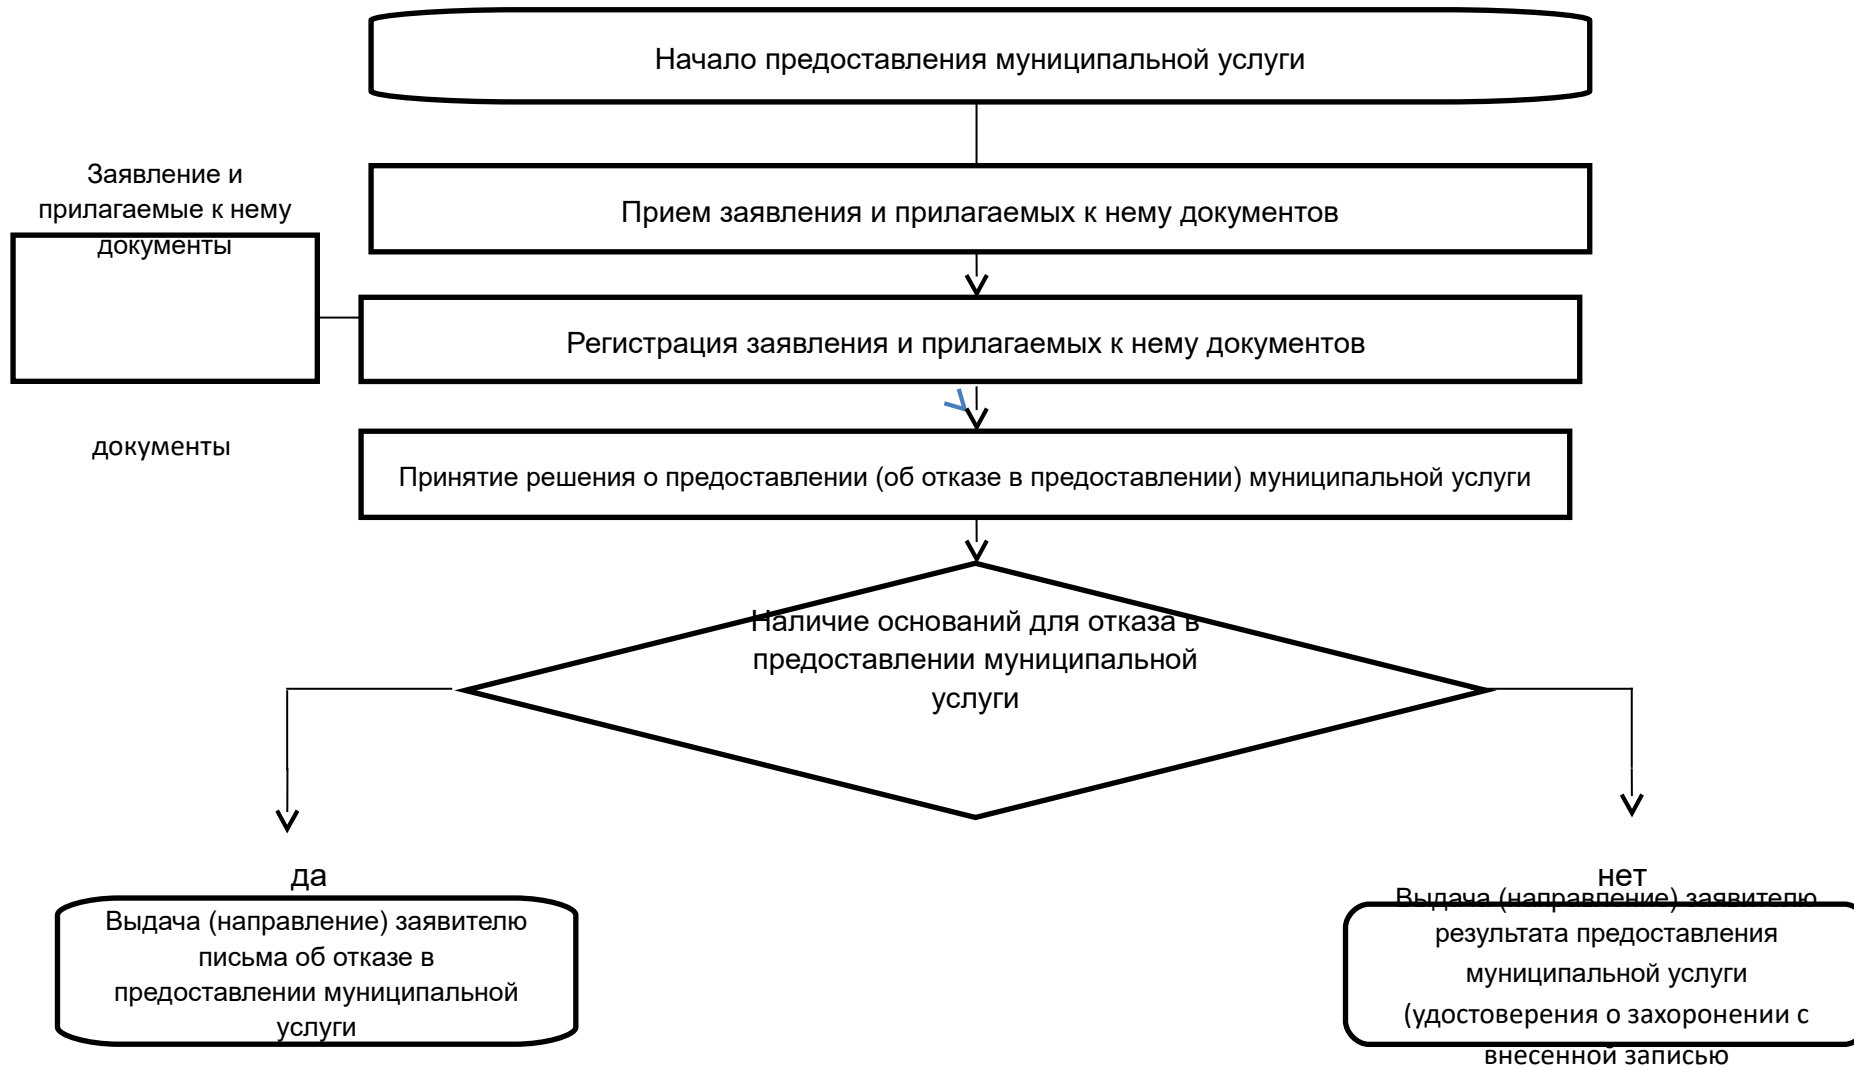 Начало предоставления муниципальной услуги
Заявление и
прилагаемые к нему
документы
Прием заявления и прилагаемых к нему документов
Регистрация заявления и прилагаемых к нему документов
документы
Принятие решения о предоставлении (об отказе в предоставлении) муниципальной услуги
Наличие оснований для отказа в
предоставлении муниципальной
услуги
да
нет
Выдача (направление) заявителю
письма об отказе в
предоставлении муниципальной
услуги
Выдача (направление) заявителю
результата предоставления
муниципальной услуги
(удостоверения о захоронении с
внесенной записью